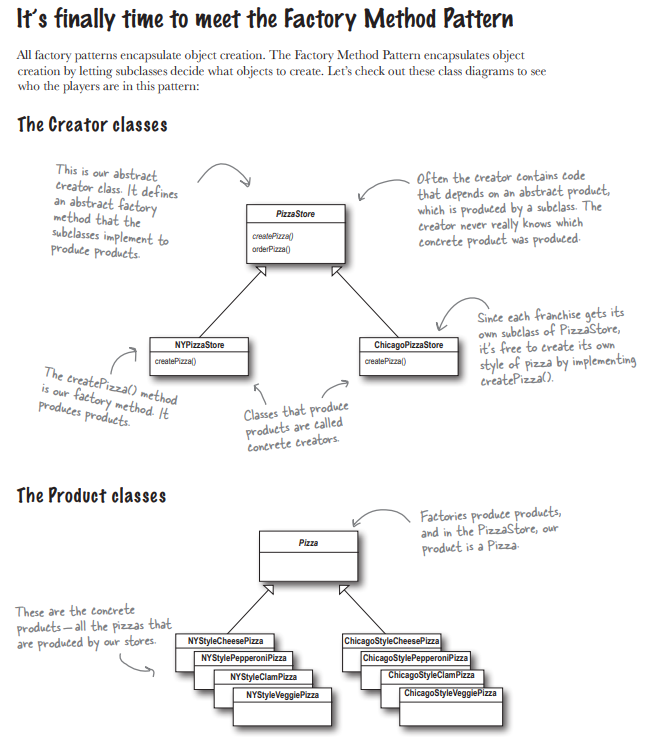 It's finally time to meet the Factory Method Pattern
All factory patterns encapsulate object creation. The Factory Method Pattern encapsulates object
creation by letting subclasses decide what objects to create. Let's check out these class diagrams to see
who the players are in this pattern:
The Creator classes
This is our abstract
creator class. It defines
an abstract factory
method that the
subclasses implement to
produce products.
Often the creator contains code
that depends on an abstract product,
which is produced by a subclass. The
creator never really knows which
concrete product was produced.
PizzaStore
createPizza()
orderPizza()
NYPizzaStore
createPizza()
ChicagoPizzaStore
createPizza()
Since each franchise gets its
own subclass of PizzaStore,
it's free to create its own
style of pizza by implementing
createPizza().
The createPizza() method
is our factory method. It
produces products.
Classes that produce
products are called
concrete creators.
The Product classes
Factories produce products,
and in the PizzaStore, our
product is a Pizza.
Pizza
These are the concrete
products—all the pizzas that
are produced by our stores.
NYStyleCheesePizza
NYStylePepperoniPizza
NYStyleClamPizza
NYStyleVeggiePizza
ChicagoStyleCheesePizza
ChicagoStylePepperoniPizza
ChicagoStyleClamPizza
ChicagoStyleVeggiePizza